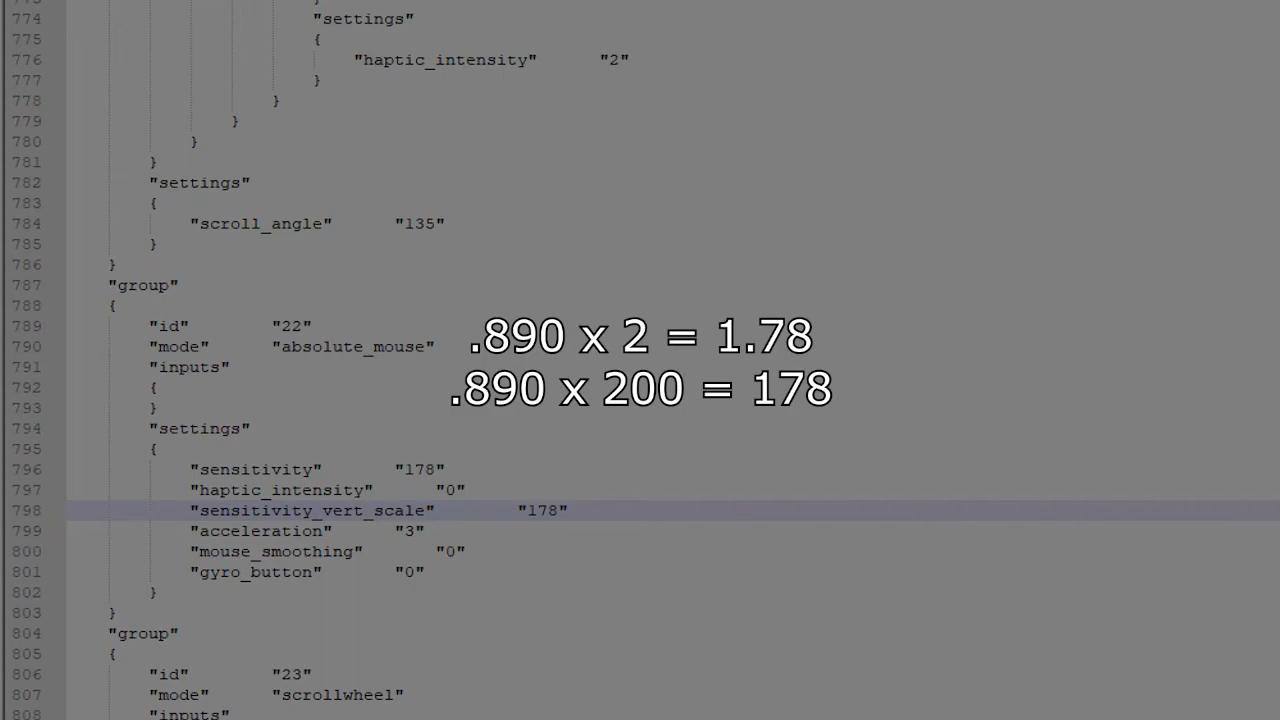 773 }
774 "settings"
775 {
776 "haptic_intensity" "2"
777 }
778 }
779 }
780 }
781 }
782 "settings"
783 {
784 "scroll_angle" "135"
785 }
786 }
787 "group"
788 {
789 "id" "22"
790 "mode" "absolute_mouse"
791 "inputs"
792 {
793 }
.890 x 2 = 1.78
.890 x 200 = 178
794 "settings"
795 {
796 "sensitivity" "178"
797 "haptic_intensity" "0"
798 "sensitivity_vert_scale" "178"
799 "acceleration" "3"
800 "mouse_smoothing" "0"
801 "gyro_button" "0"
802 }
803 }
804 "group"
805 {
806 "id" "23"
807 "mode" "scrollwheel"
808 "inputs"